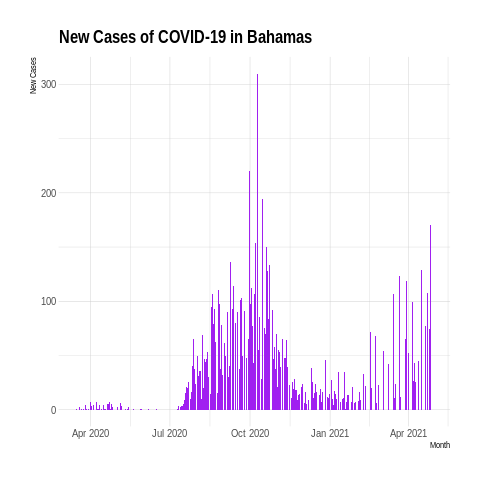 New Cases of COVID-19 in Bahamas
New Cases
300
200
100
0
Apr 2020 Jul 2020 Oct 2020 Jan 2021 Apr 2021
Month